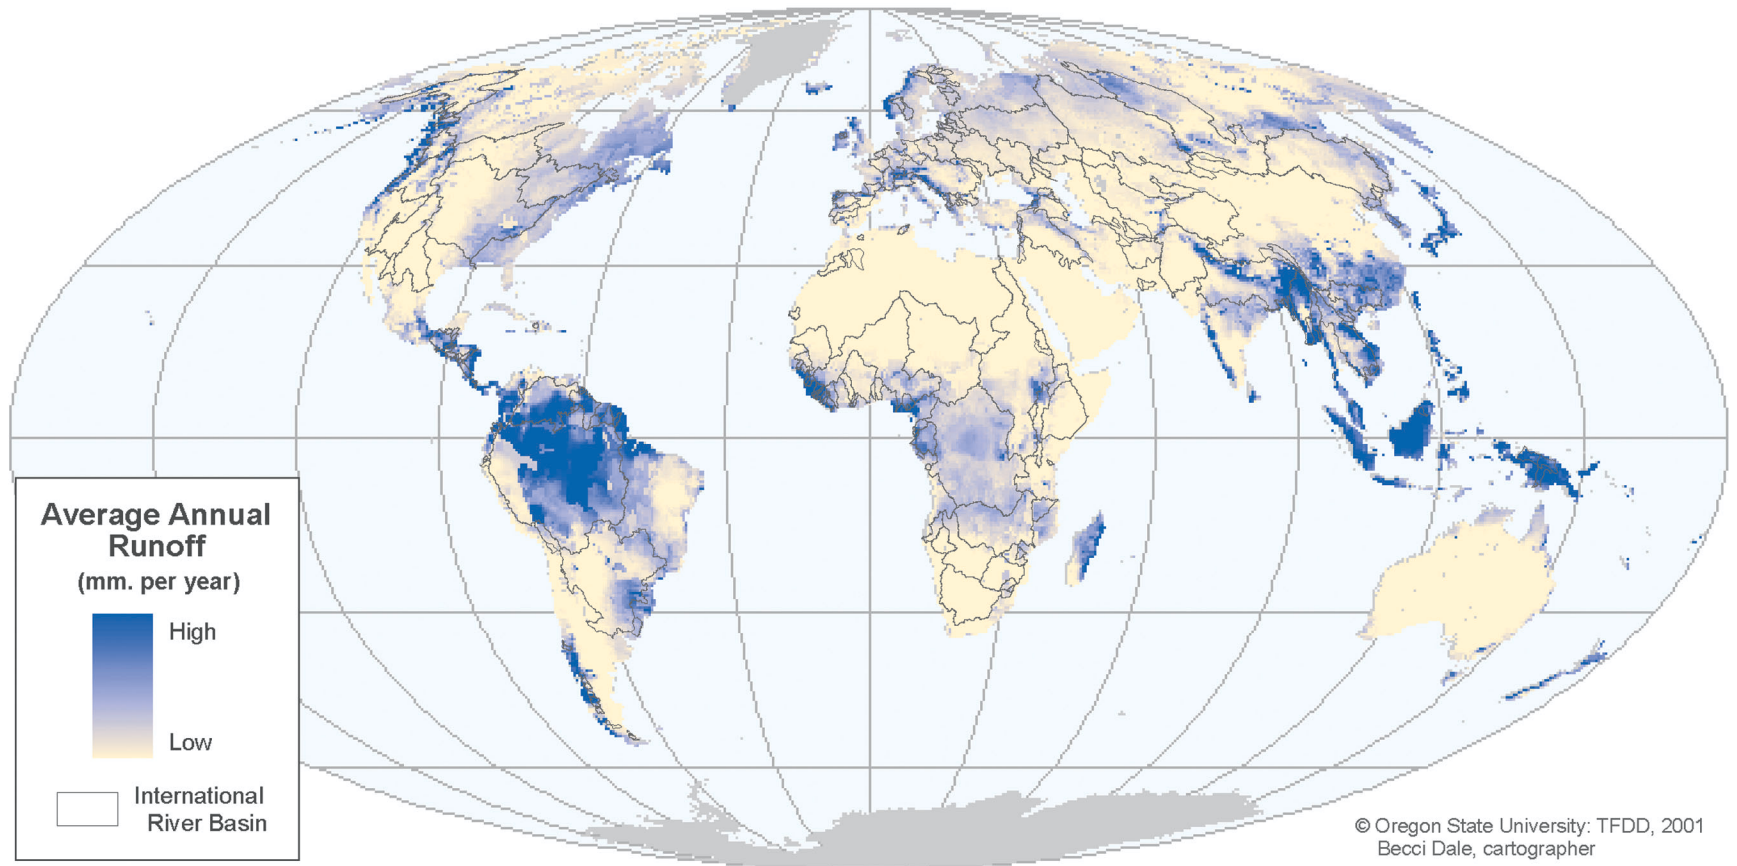 Average Annual
Runoff
(mm. per year)
High
Low
International
River Basin
© Oregon State University: TFDD, 2001
Becci Dale, cartographer